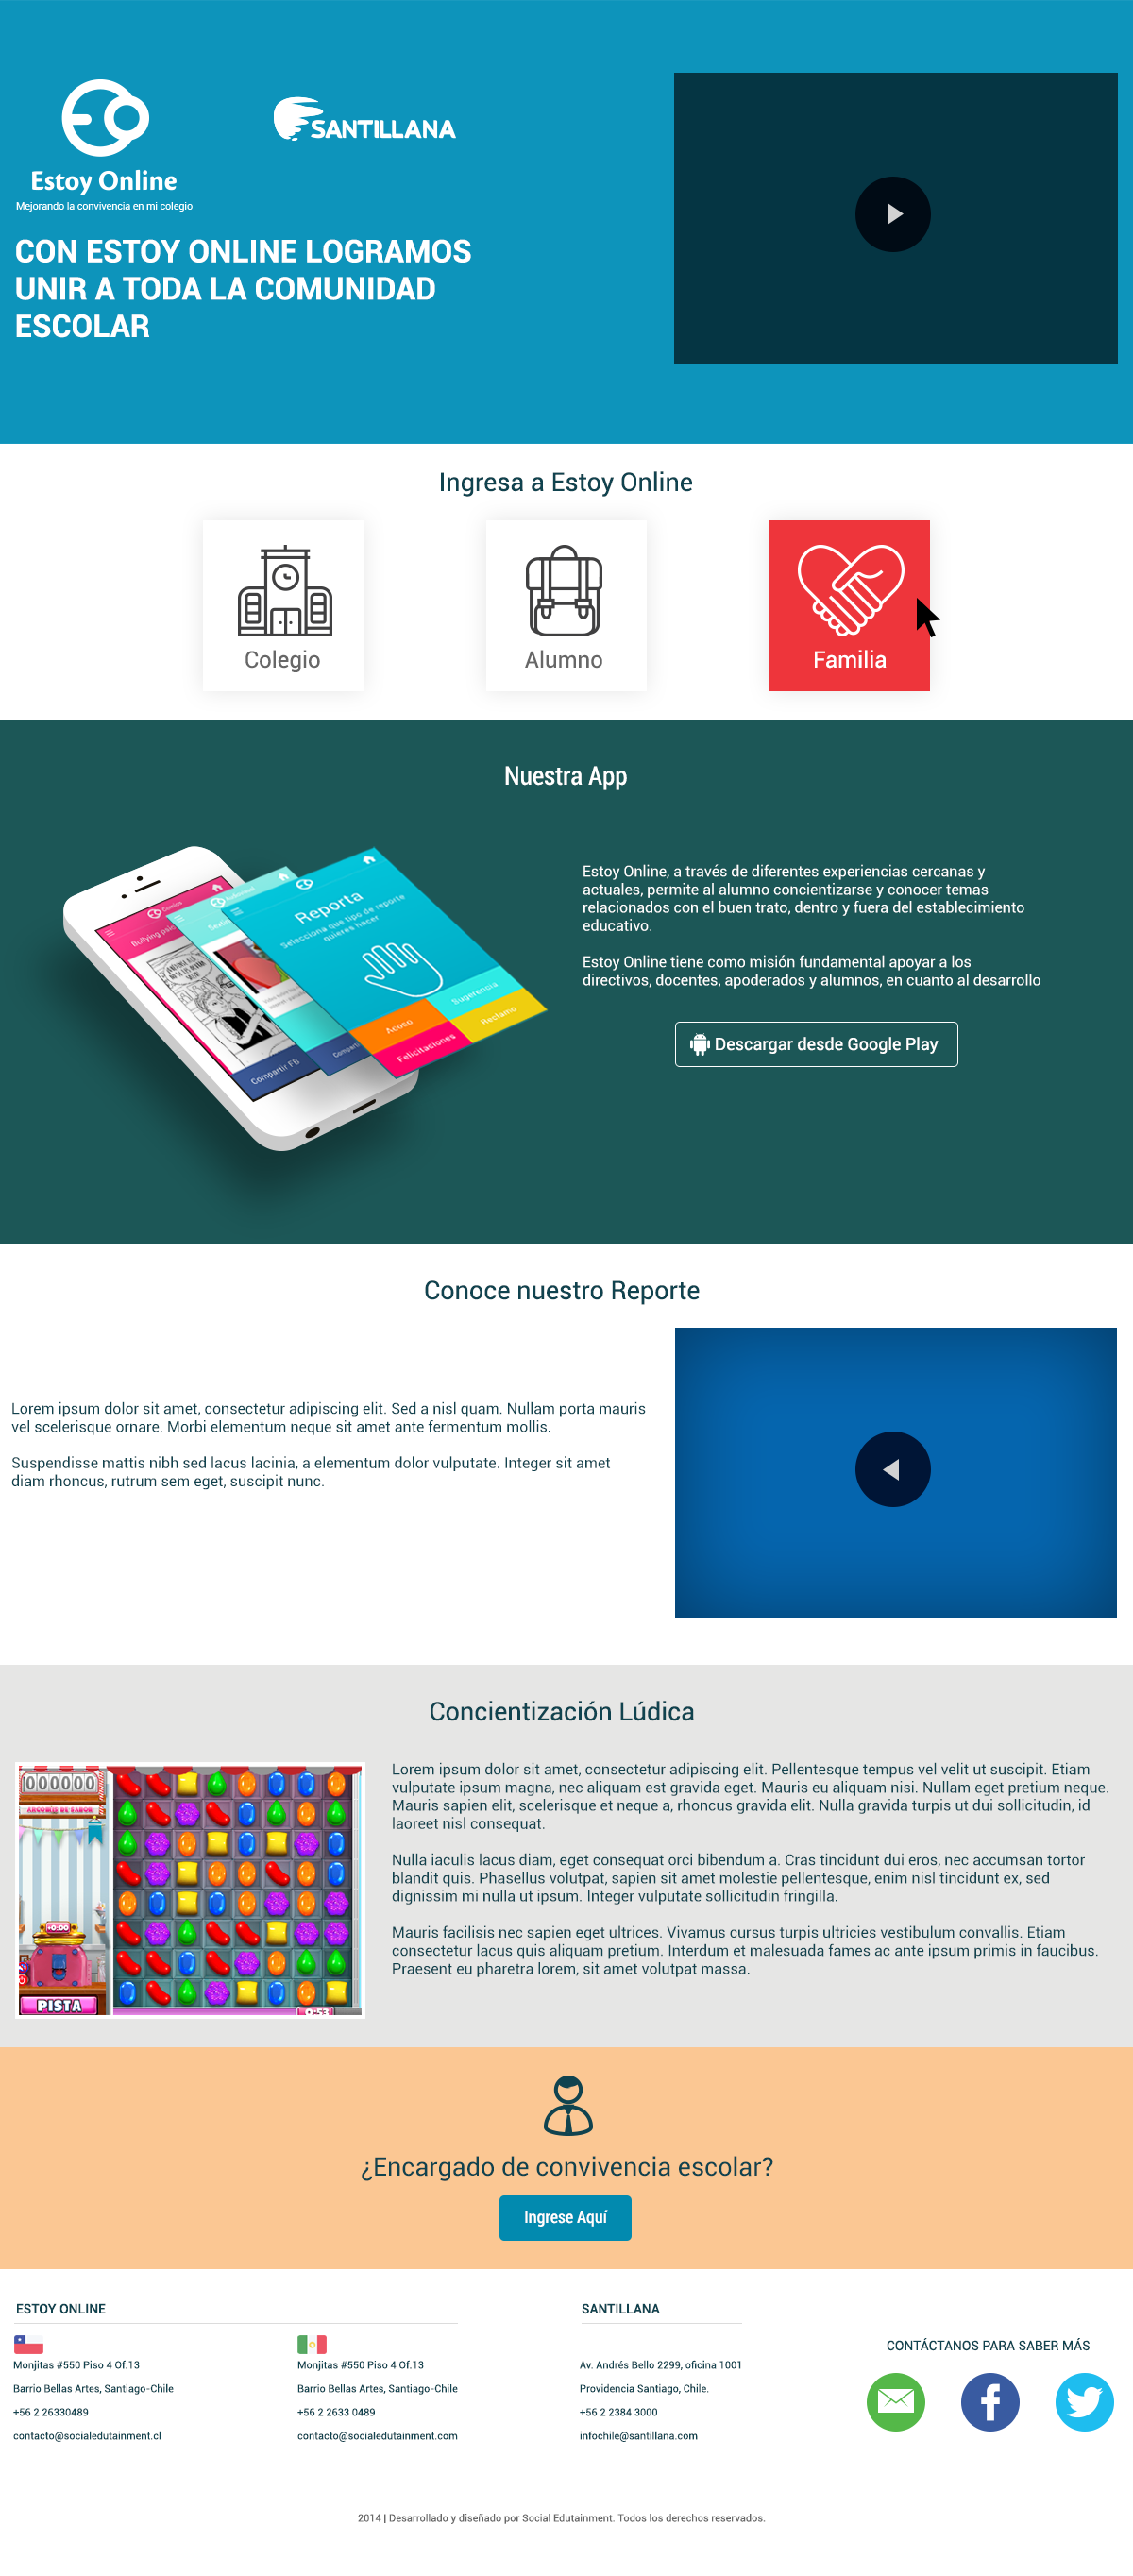 Estoy Online
Mejorando la convivencia en mi colegio
SANTILLANA
CON ESTOY ONLINE LOGRAMOS
UNIR A TODA LA COMUNIDAD
ESCOLAR
Ingresa a Estoy Online
Colegio
Alumno
Familia
Nuestra App
Bullying
Reporta
Selecciona que tipo de reporte
quieres hacer
Sugerencia
Acoso
Reclamo
Felicitaciones
Compartir FB
Estoy Online, a través de diferentes experiencias cercanas y
actuales, permite al alumno concientizarse y conocer temas
relacionados con el buen trato, dentro y fuera del establecimiento
educativo.
Estoy Online tiene como misión fundamental apoyar a los
directivos, docentes, apoderados y alumnos, en cuanto al desarrollo
Descargar desde Google Play
Conoce nuestro Reporte
Lorem ipsum dolor sit amet, consectetur adipiscing elit. Sed a nisl quam. Nullam porta mauris
vel scelerisque ornare. Morbi elementum neque sit amet ante fermentum mollis.
Suspendisse mattis nibh sed lacus lacinia, a elementum dolor vulputate. Integer sit amet
diam rhoncus, rutrum sem eget, suscipit nunc.
Concientización Lúdica
000000
+0:00
PISTA
0:53
Lorem ipsum dolor sit amet, consectetur adipiscing elit. Pellentesque tempus vel velit ut suscipit. Etiam
vulputate ipsum magna, nec aliquam est gravida eget. Mauris eu aliquam nisi. Nullam eget pretium neque.
Mauris sapien elit, scelerisque et neque a, rhoncus gravida elit. Nulla gravida turpis ut dui sollicitudin, id
laoreet nisl consequat.
Nulla iaculis lacus diam, eget consequat orci bibendum a. Cras tincidunt dui eros, nec accumsan tortor
blandit quis. Phasellus volutpat, sapien sit amet molestie pellentesque, enim nisl tincidunt ex, sed
dignissim mi nulla ut ipsum. Integer vulputate sollicitudin fringilla.
Mauris facilisis nec sapien eget ultrices. Vivamus cursus turpis ultricies vestibulum convallis. Etiam
consectetur lacus quis aliquam pretium. Interdum et malesuada fames ac ante ipsum primis in faucibus.
Praesent eu pharetra lorem, sit amet volutpat massa.
¿Encargado de convivencia escolar?
Ingrese Aquí
ESTOY ONLINE
Monjitas #550 Piso 4 Of.13
Barrio Bellas Artes, Santiago-Chile
+56 2 26330489
contacto@socialedutainment.cl
Monjitas #550 Piso 4 Of.13
Barrio Bellas Artes, Santiago-Chile
+56 2 2633 0489
contacto@socialedutainment.com
SANTILLANA
Av. Andrés Bello 2299, oficina 1001
Providencia Santiago, Chile.
+56 2 2384 3000
infochile@santillana.com
CONTÁCTANOS PARA SABER MÁS
2014 | Desarrollado y diseñado por Social Edutainment. Todos los derechos reservados.